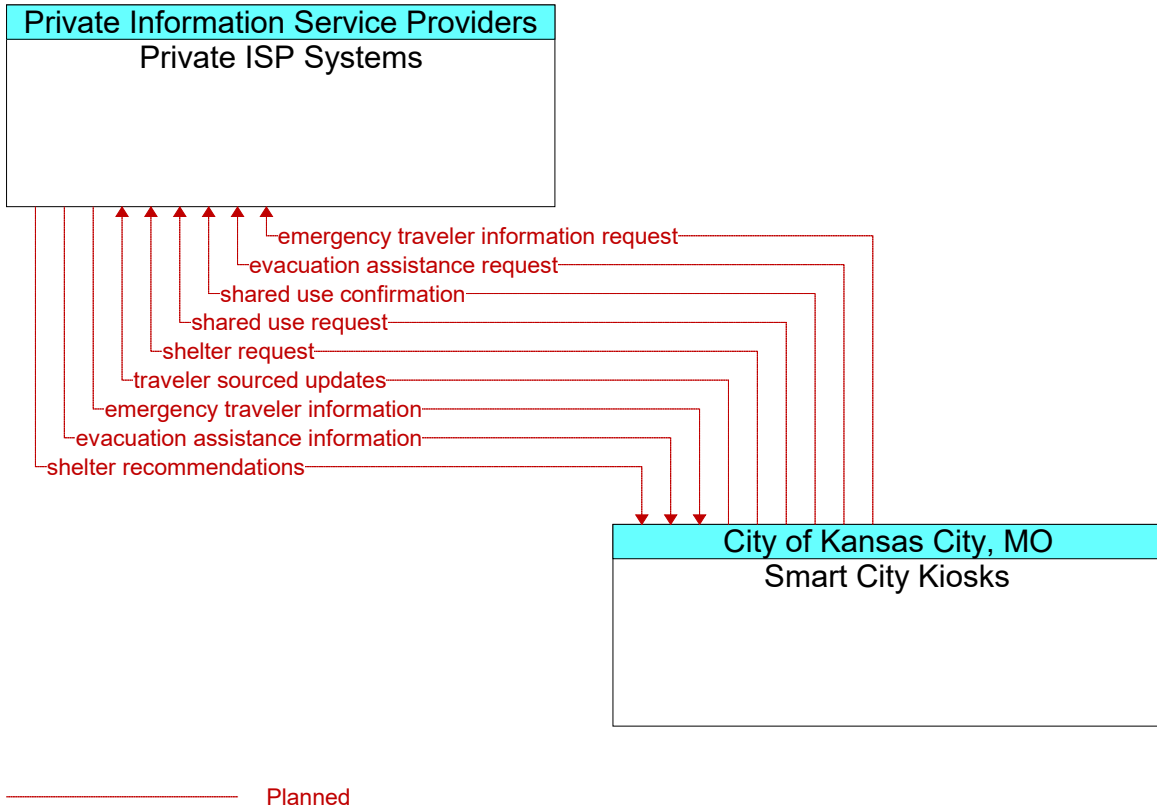 Private Information Service Providers
Private ISP Systems
emergency traveler information request
evacuation assistance request
shared use confirmation
shared use request
shelter request
traveler sourced updates
emergency traveler information
evacuation assistance information
shelter recommendations
City of Kansas City, MO
Smart City Kiosks
Planned